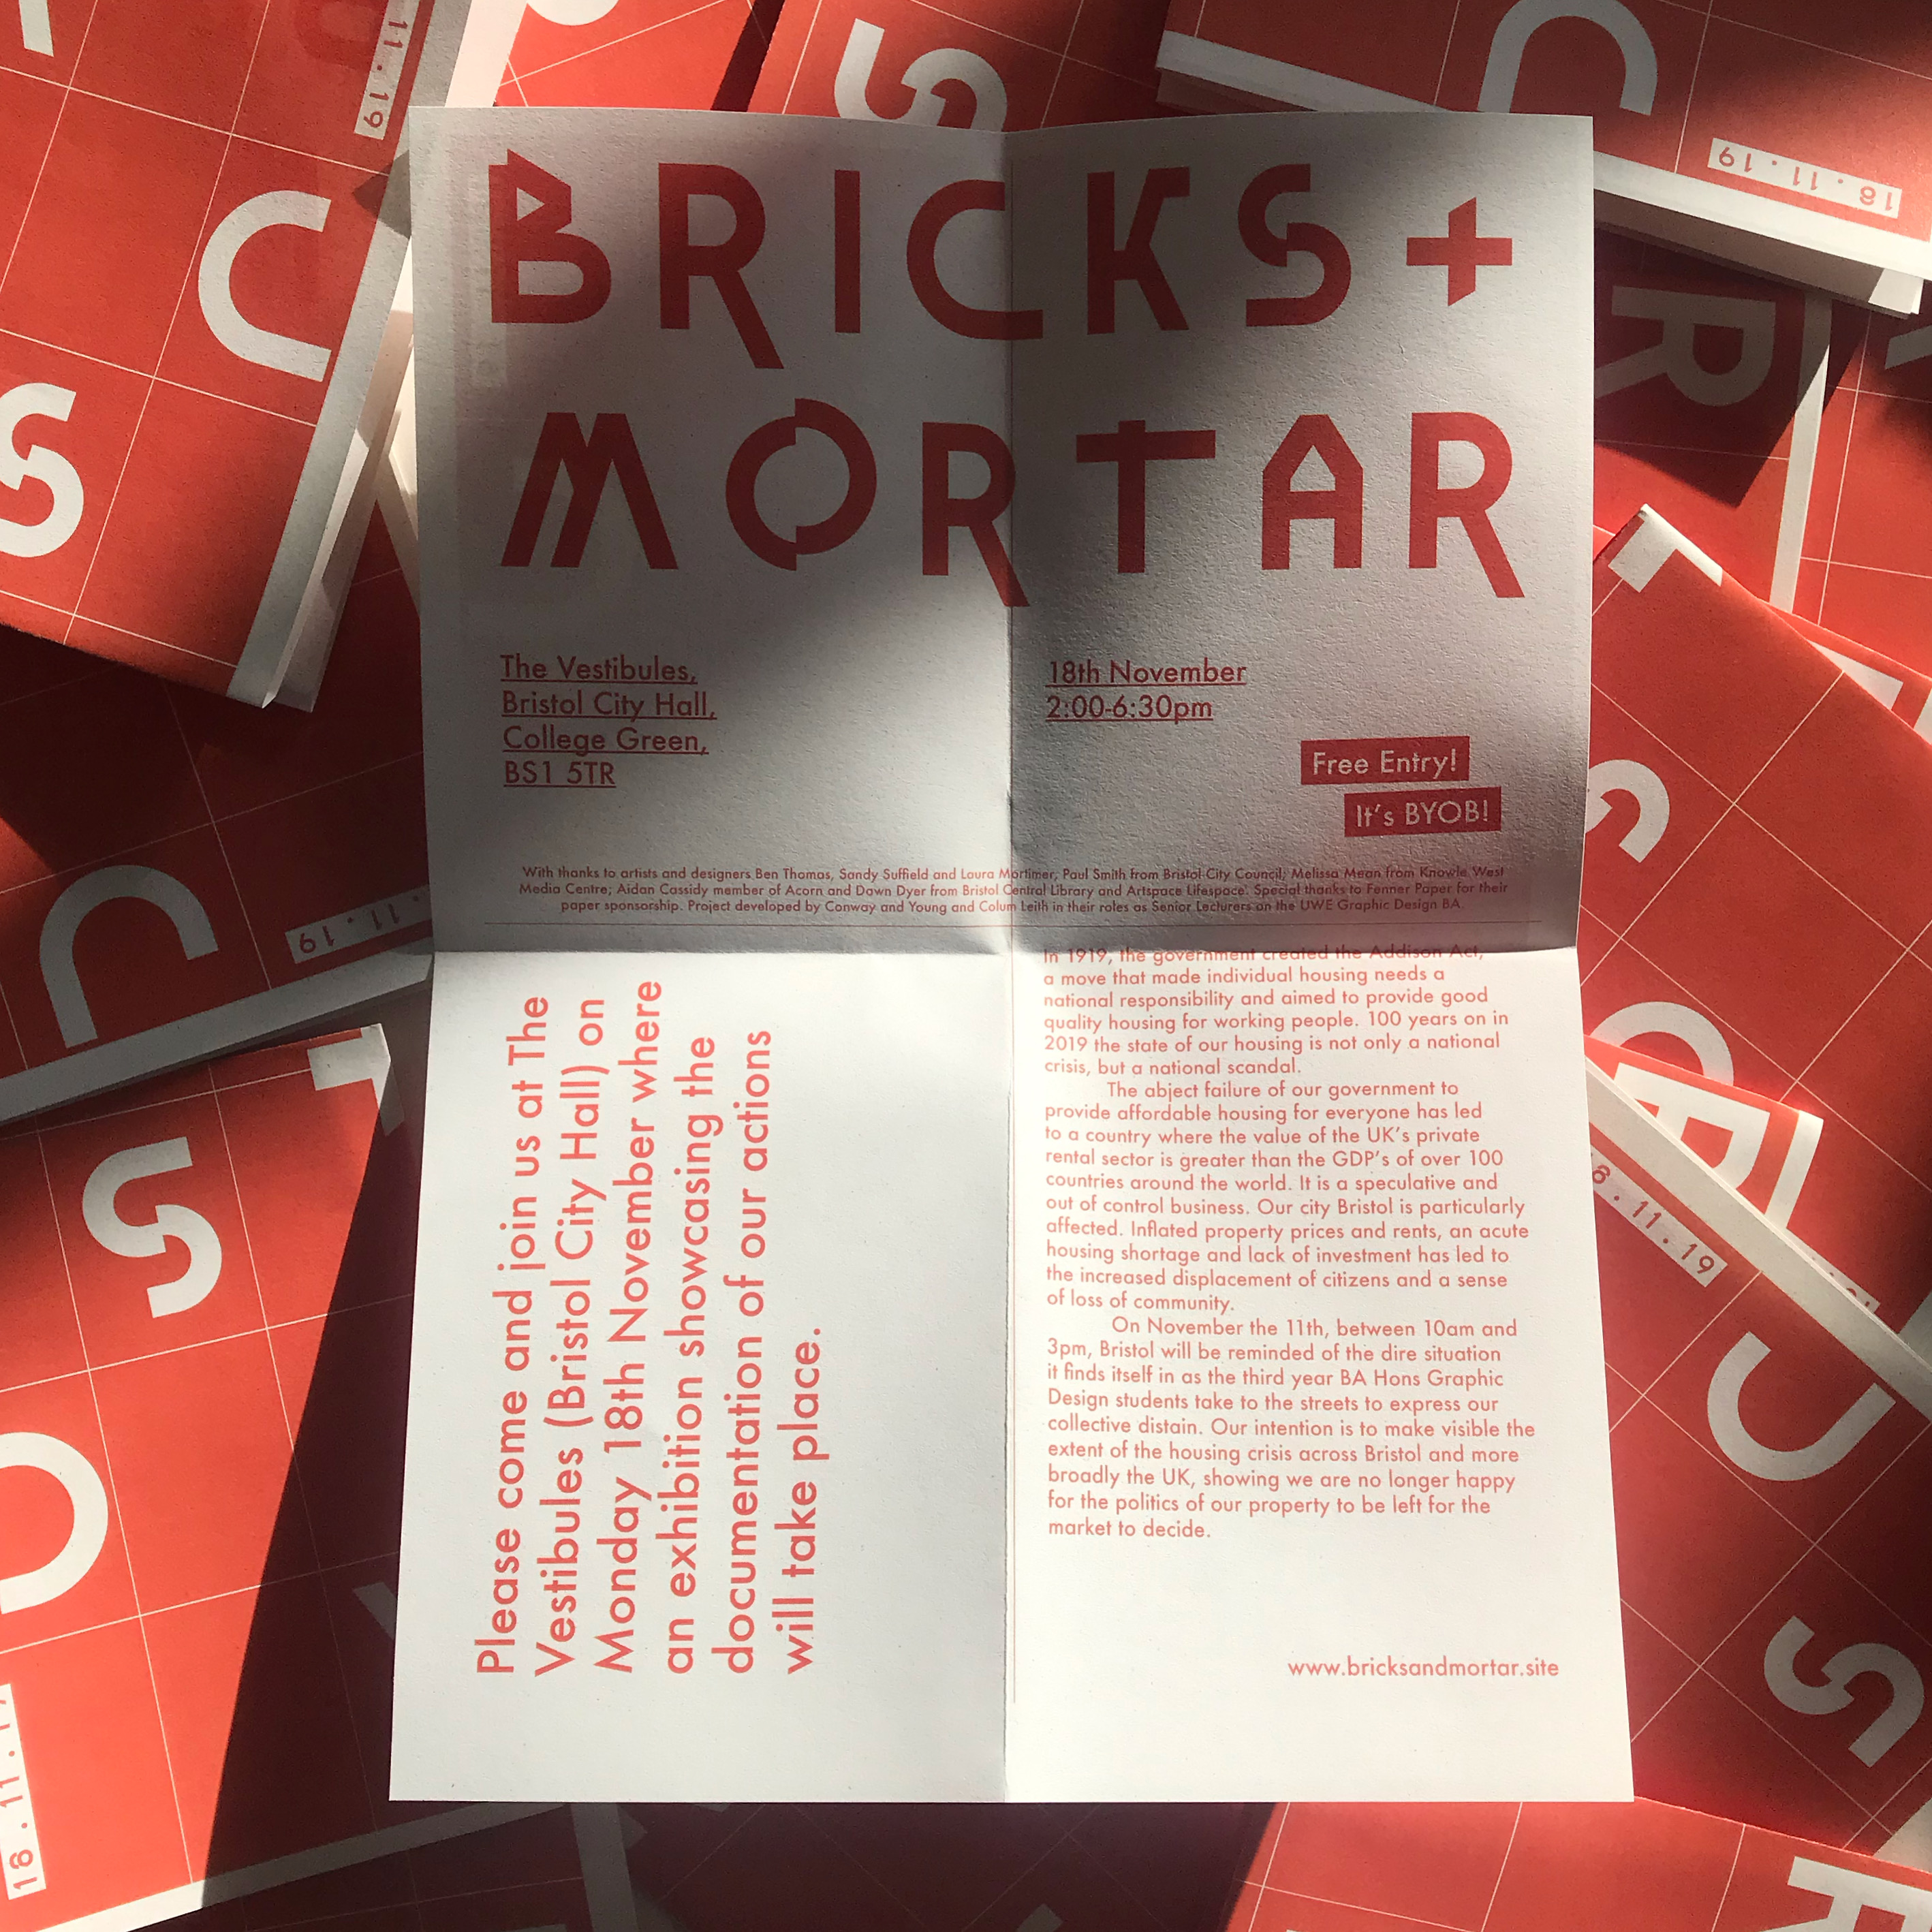 BRICKS+
MORTAR
The Vestibules,
Bristol City Hall,
College Green,
BS1 5TR
18th November
2:00-6:30pm
Free Entry!
It's BYOB!
With thanks to artists and designers Ben Thomas, Sandy Suffield and Laura Mortimer, Paul Smith from Bristol City Council; Melissa Mean from Knowle West
Media Centre; Aidan Cassidy member of Acorn and Dawn Dyer from Bristol Central Library and Artspace Lifespace. Special thanks to Fenner Paper for their
paper sponsorship. Project developed by Conway and Young and Colum Leith in their roles as Senior Lecturers on the UWE Graphic Design BA.
Please come and join us at The
Vestibules (Bristol City Hall) on
Monday 18th November where
an exhibition showcasing the
documentation of our actions
will take place.
In 1919, the government created the Addison Act,
a move that made individual housing needs a
national responsibility and aimed to provide good
quality housing for working people. 100 years on in
2019 the state of our housing is not only a national
crisis, but a national scandal.
The abject failure of our government to
provide affordable housing for everyone has led
to a country where the value of the UK's private
rental sector is greater than the GDP's of over 100
countries around the world. It is a speculative and
out of control business. Our city Bristol is particularly
affected. Inflated property prices and rents, an acute
housing shortage and lack of investment has led to
the increased displacement of citizens and a sense
of loss of community.
On November the 11th, between 10am and
3pm, Bristol will be reminded of the dire situation
it finds itself in as the third year BA Hons Graphic
Design students take to the streets to express our
collective distain. Our intention is to make visible the
extent of the housing crisis across Bristol and more
broadly the UK, showing we are no longer happy
for the politics of our property to be left for the
market to decide.
www.bricksandmortar.site
11.19
18.11.19
11.19
8.11.19
18.11.1
S
C
S
C
R
C
S
S
C
C
S
R